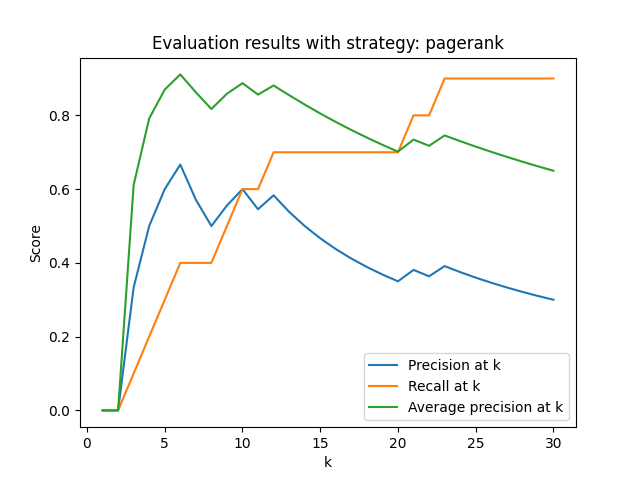 Evaluation results with strategy: pagerank
0.8
0.6
0.4
0.2
0.0
Score
0 5 10 15 20 25 30
k
Precision at k
Recall at k
Average precision at k